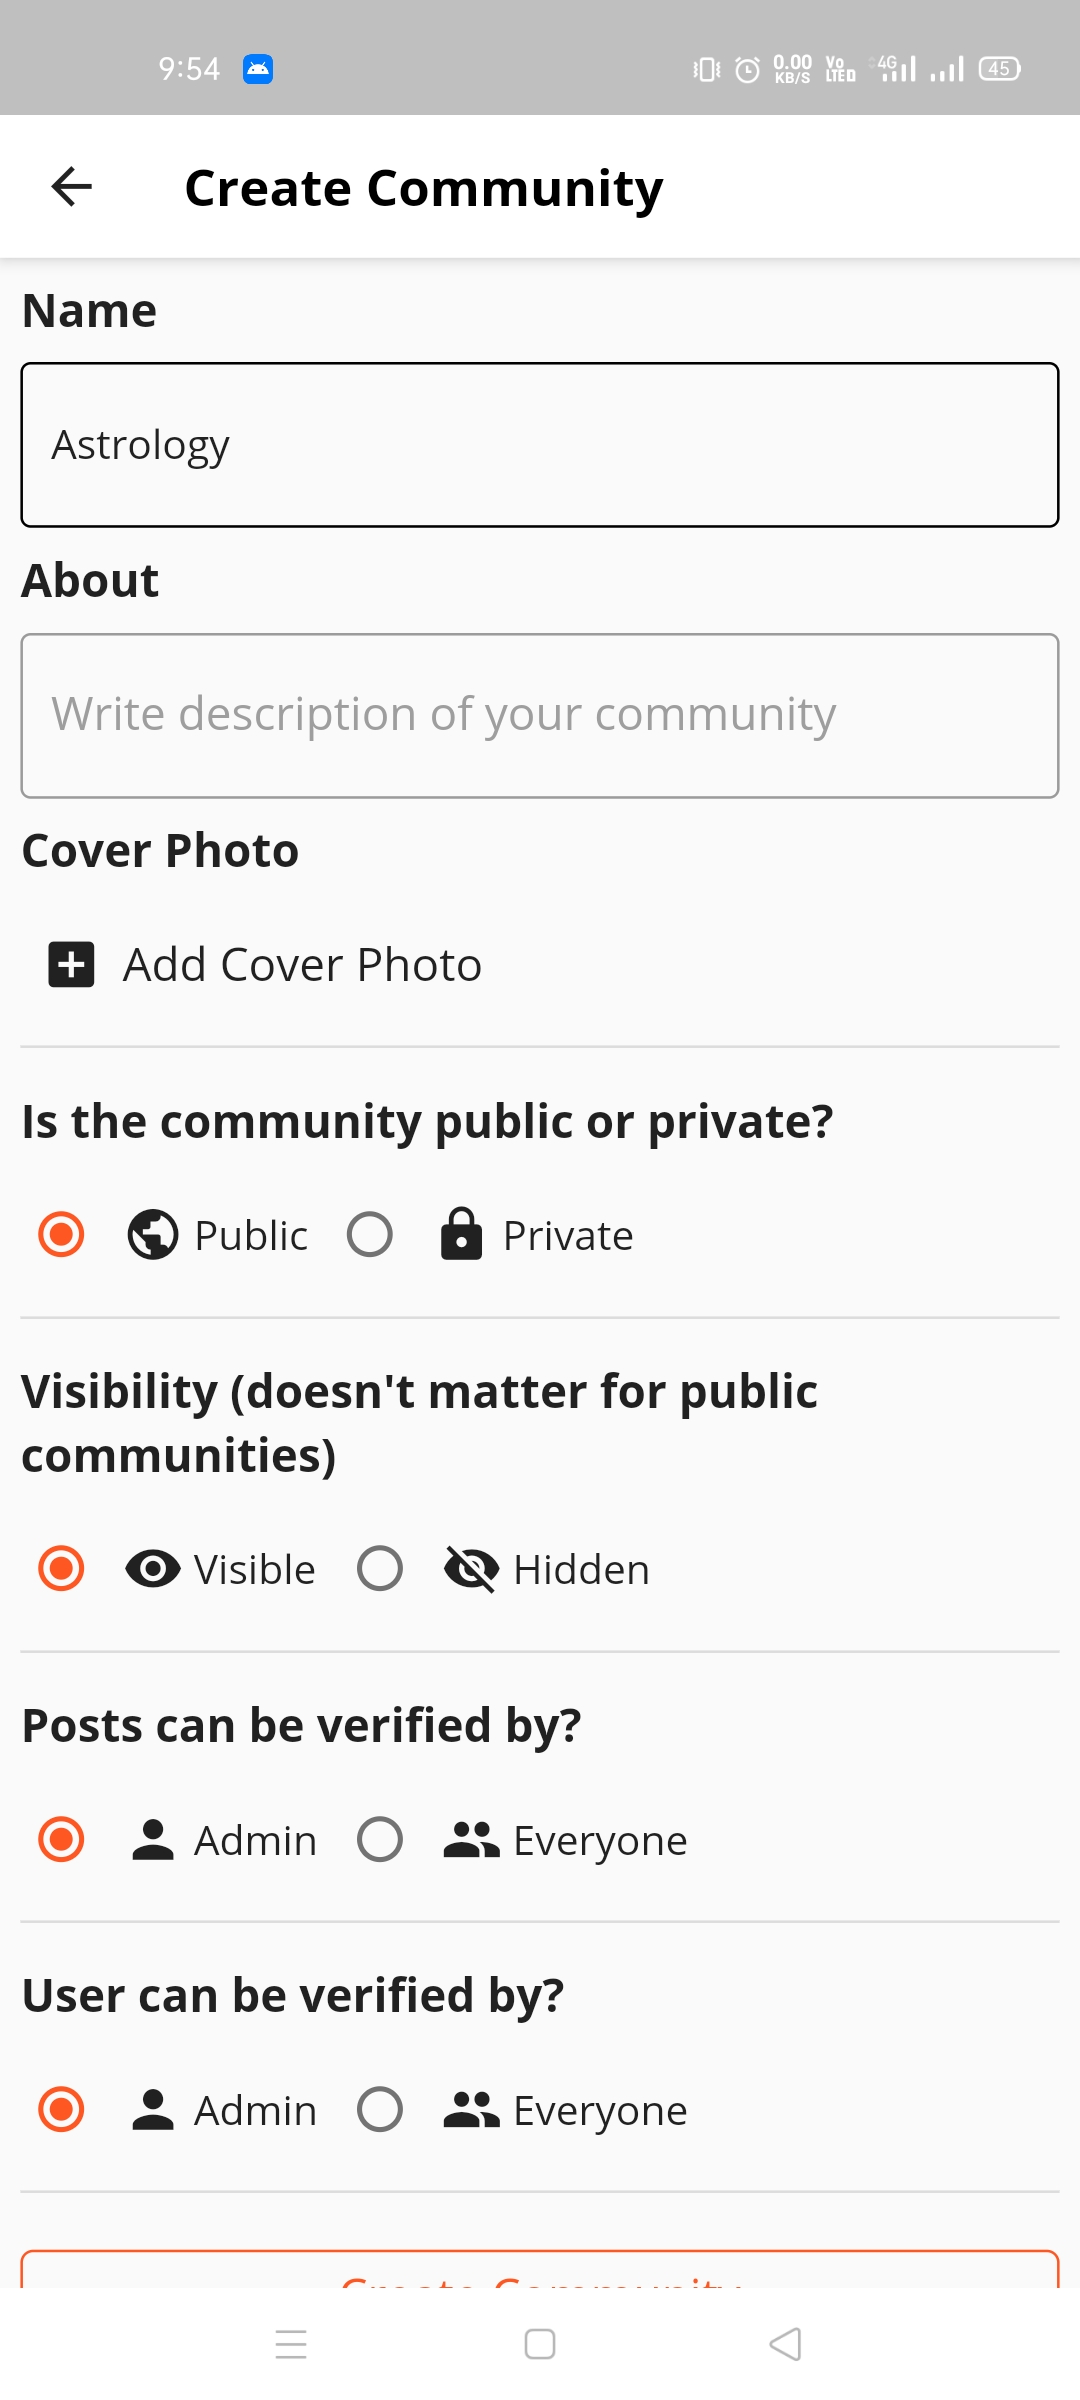 9:54
0.00
KB/S
Vo
LTE D
4G
45
Create Community
Name
Astrology
About
Write description of your community
Cover Photo
Add Cover Photo
Is the community public or private?
Public
Private
Visibility (doesn't matter for public
communities)
Visible
Hidden
Posts can be verified by?
Admin
Everyone
User can be verified by?
Admin
Everyone
Create Community